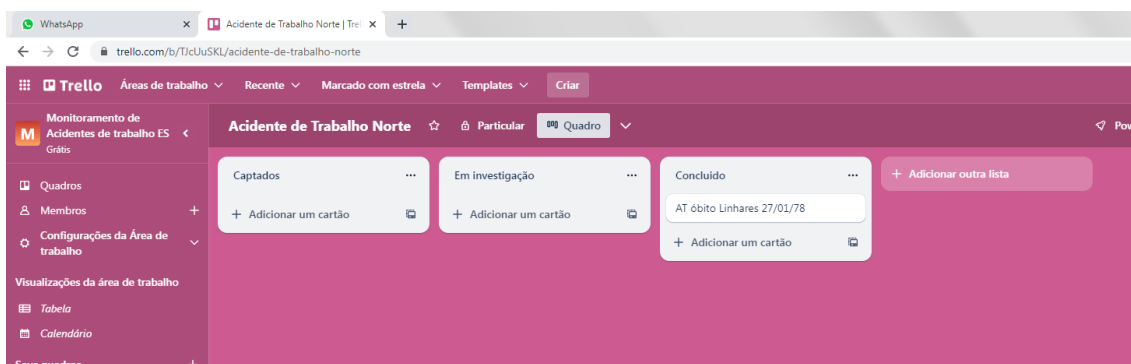 WhatsApp
Acidente de Trabalho Norte | Trel
trello.com/b/TJcUuSKL/acidente-de-trabalho-norte
Trello Áreas de trabalho Recente Marcado com estrela Templates Criar
M
Monitoramento de
Acidentes de trabalho ES
Grátis
Acidente de Trabalho Norte Particular Quadro Pow
Quadros
Membros
Configurações da Área de
trabalho
Visualizações da área de trabalho
Tabela
Calendário
Seus quadros
Captados
+ Adicionar um cartão
Em investigação
+ Adicionar um cartão
Concluido
AT óbito Linhares 27/01/78
+ Adicionar um cartão
+ Adicionar outra lista